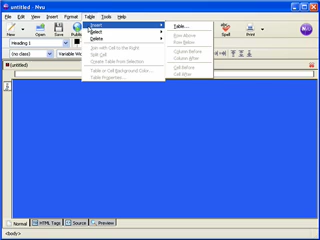 untitled - Nvu
File Edit View Insert Format Table Tools Help
New Open Save Publish Spell Print
Insert Table...
Select Row Above
Delete Row Below
Join with Cell to the Right Column Before
Split Cell Column After
Create Table from Selection Cell Before
Table or Cell Background Color... Cell After
Table Properties...
Heading 1
(no class) Variable Wi
(untitled)
Normal HTML Tags Source Preview
<body>